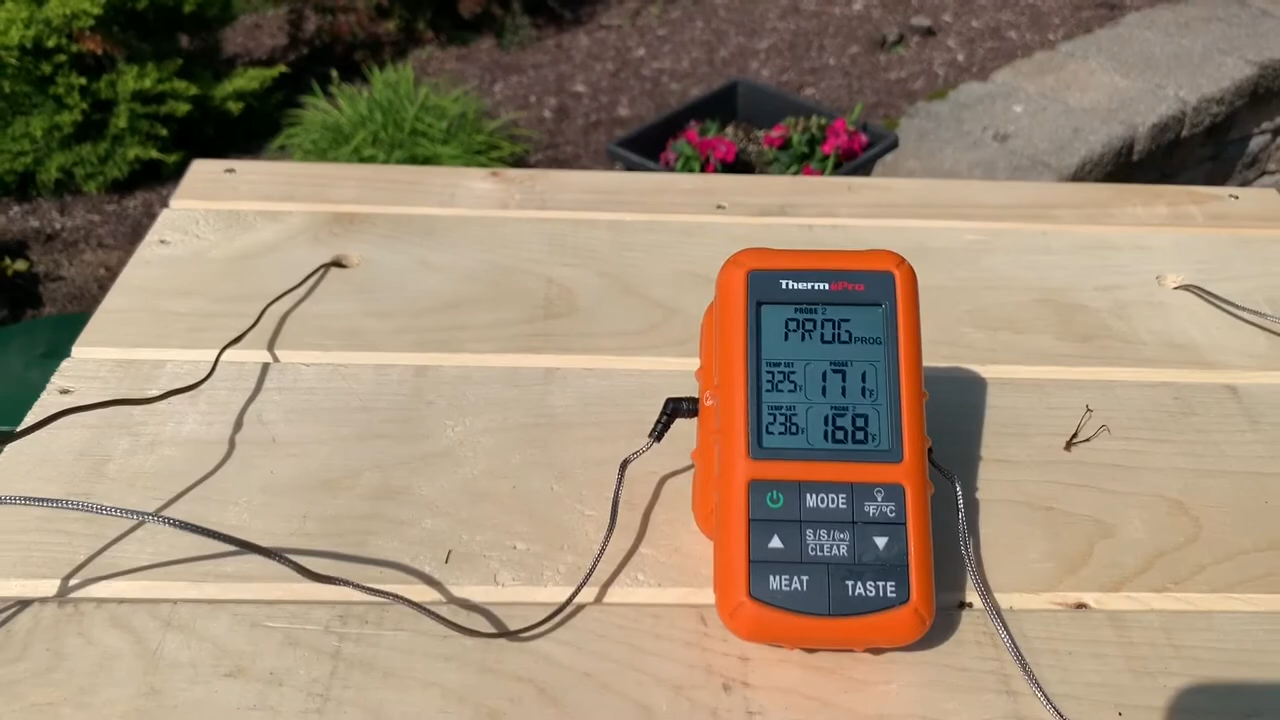 ThermoPro
PROBE 2
PROG PROG
TEMP SET PROBE 1
325°F 171°F
TEMP SET PROBE 2
236°F 168°F
MODE
°F/°C
S/S/
CLEAR
MEAT
TASTE